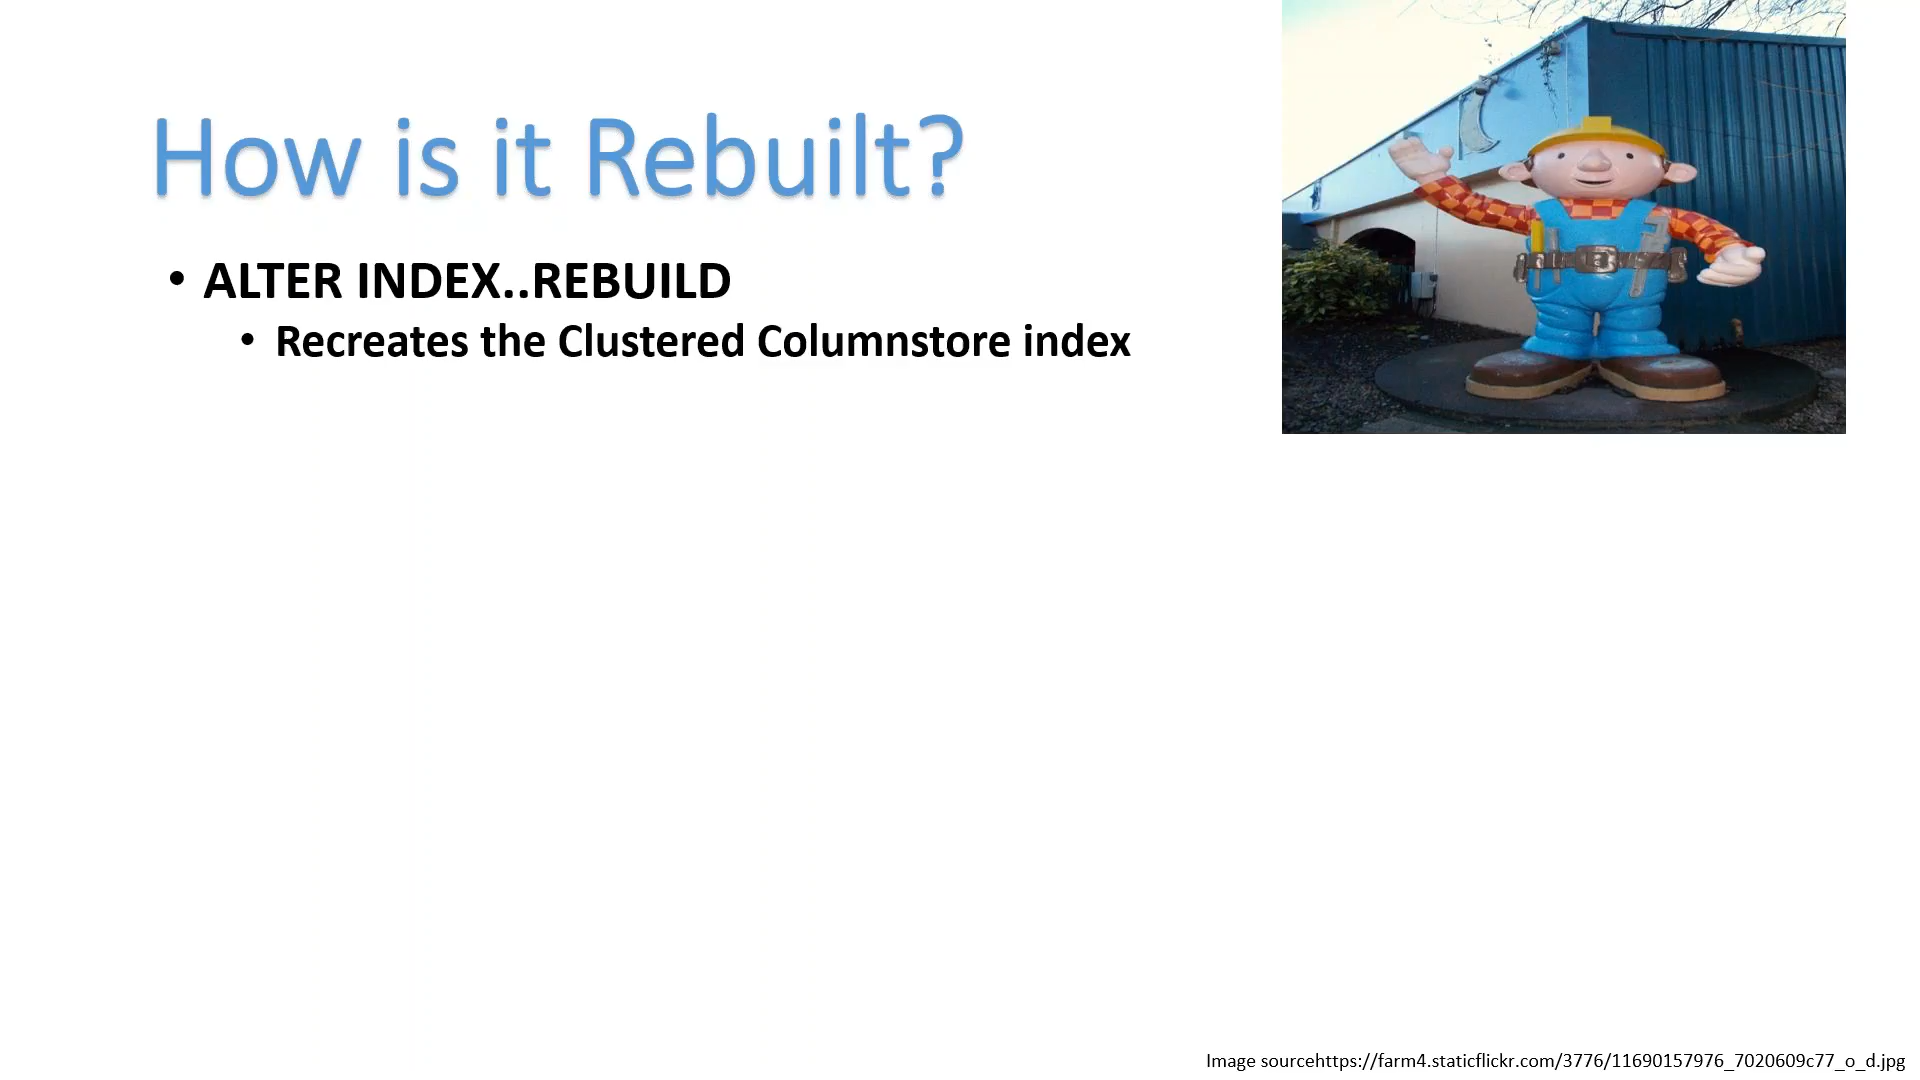 How is it Rebuilt?
• ALTER INDEX..REBUILD
• Recreates the Clustered Columnstore index
Image sourcehttps://farm4.staticflickr.com/3776/11690157976_7020609c77_o_d.jpg